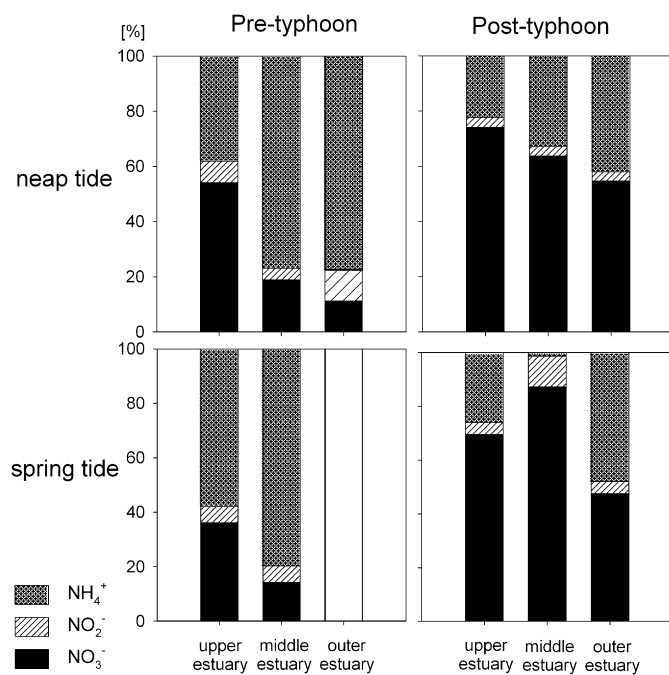 [%]
Pre-typhoon
Post-typhoon
100
80
60
40
20
0
neap tide
100
80
60
40
20
0
spring tide
NH₄⁺
NO₂⁻
NO₃⁻
upper estuary
middle estuary
outer estuary
upper estuary
middle estuary
outer estuary